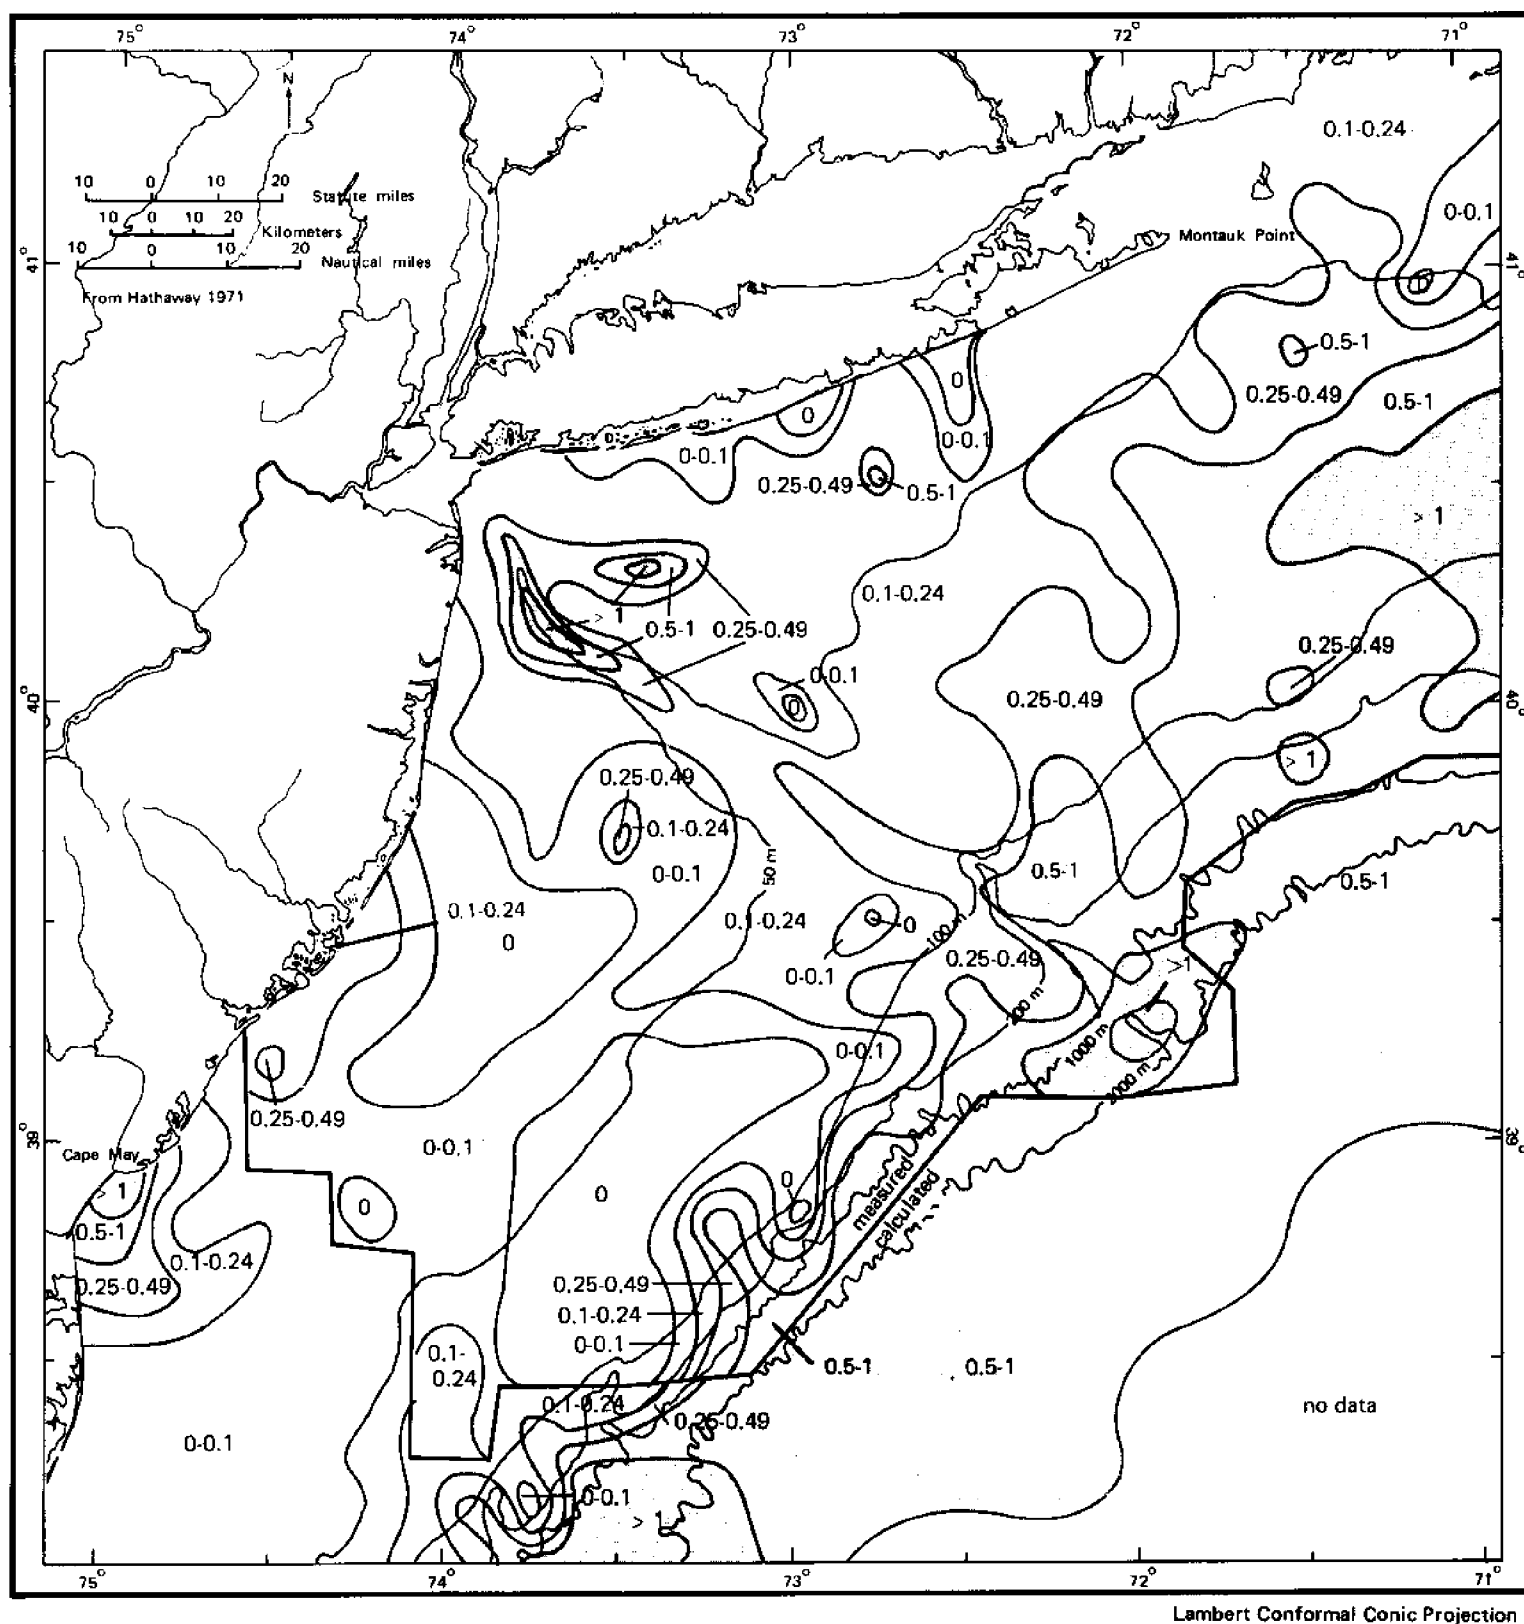 75° 74° 73° 72° 71°
N
0.1-0.24
10 0 10 20
Statute miles
10 0 10 20
Kilometers
10 0 10 20
Nautical miles
From Hathaway 1971
0-0.1
Montauk Point
41°
41°
0.5-1
0
0.25-0.49
0.5-1
0
0-0.1
0-0.1
0.25-0.49
0.5-1
> 1
0.1-0.24
> 1
0.5-1
0.25-0.49
0.25-0.49
0-0.1
40°
0
0.25-0.49
40°
> 1
0.25-0.49
0.1-0.24
50 m
0-0.1
0.5-1
0.5-1
0.1-0.24
0.1-0.24
0
100 m
0
0.25-0.49
>1
0-0.1
200 m
1000 m
0-0.1
2000 m
0.25-0.49
39°
39°
0-0.1
Cape May
measured
calculated
0
0
> 1
0
0.5-1
0.1-0.24
0.25-0.49
0.25-0.49
0.1-0.24
0-0.1
0.1-
0.24
0.5-1
0.5-1
0.1-0.24
no data
0.25-0.49
0-0.1
0-0.1
> 1
75° 74° 73° 72° 71°
Lambert Conformal Conic Projection